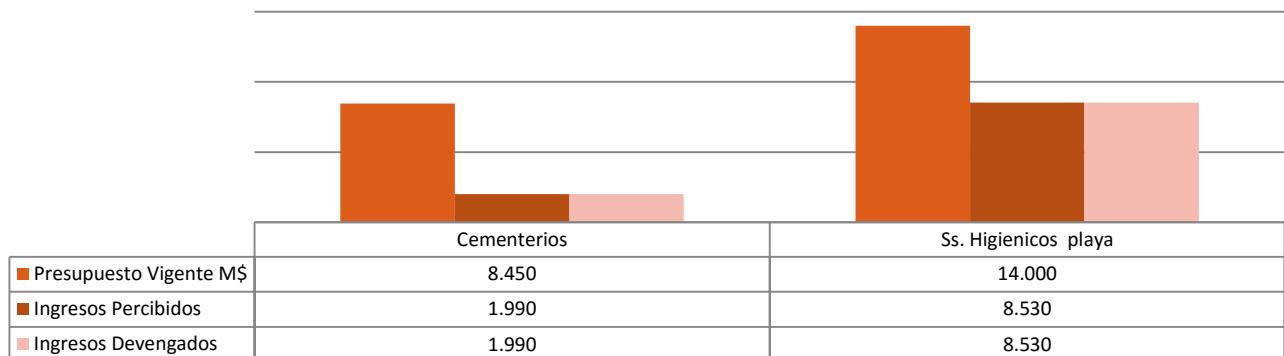 Cementerios Ss. Higienicos playa
Presupuesto Vigente M$ 8.450 14.000
Ingresos Percibidos 1.990 8.530
Ingresos Devengados 1.990 8.530